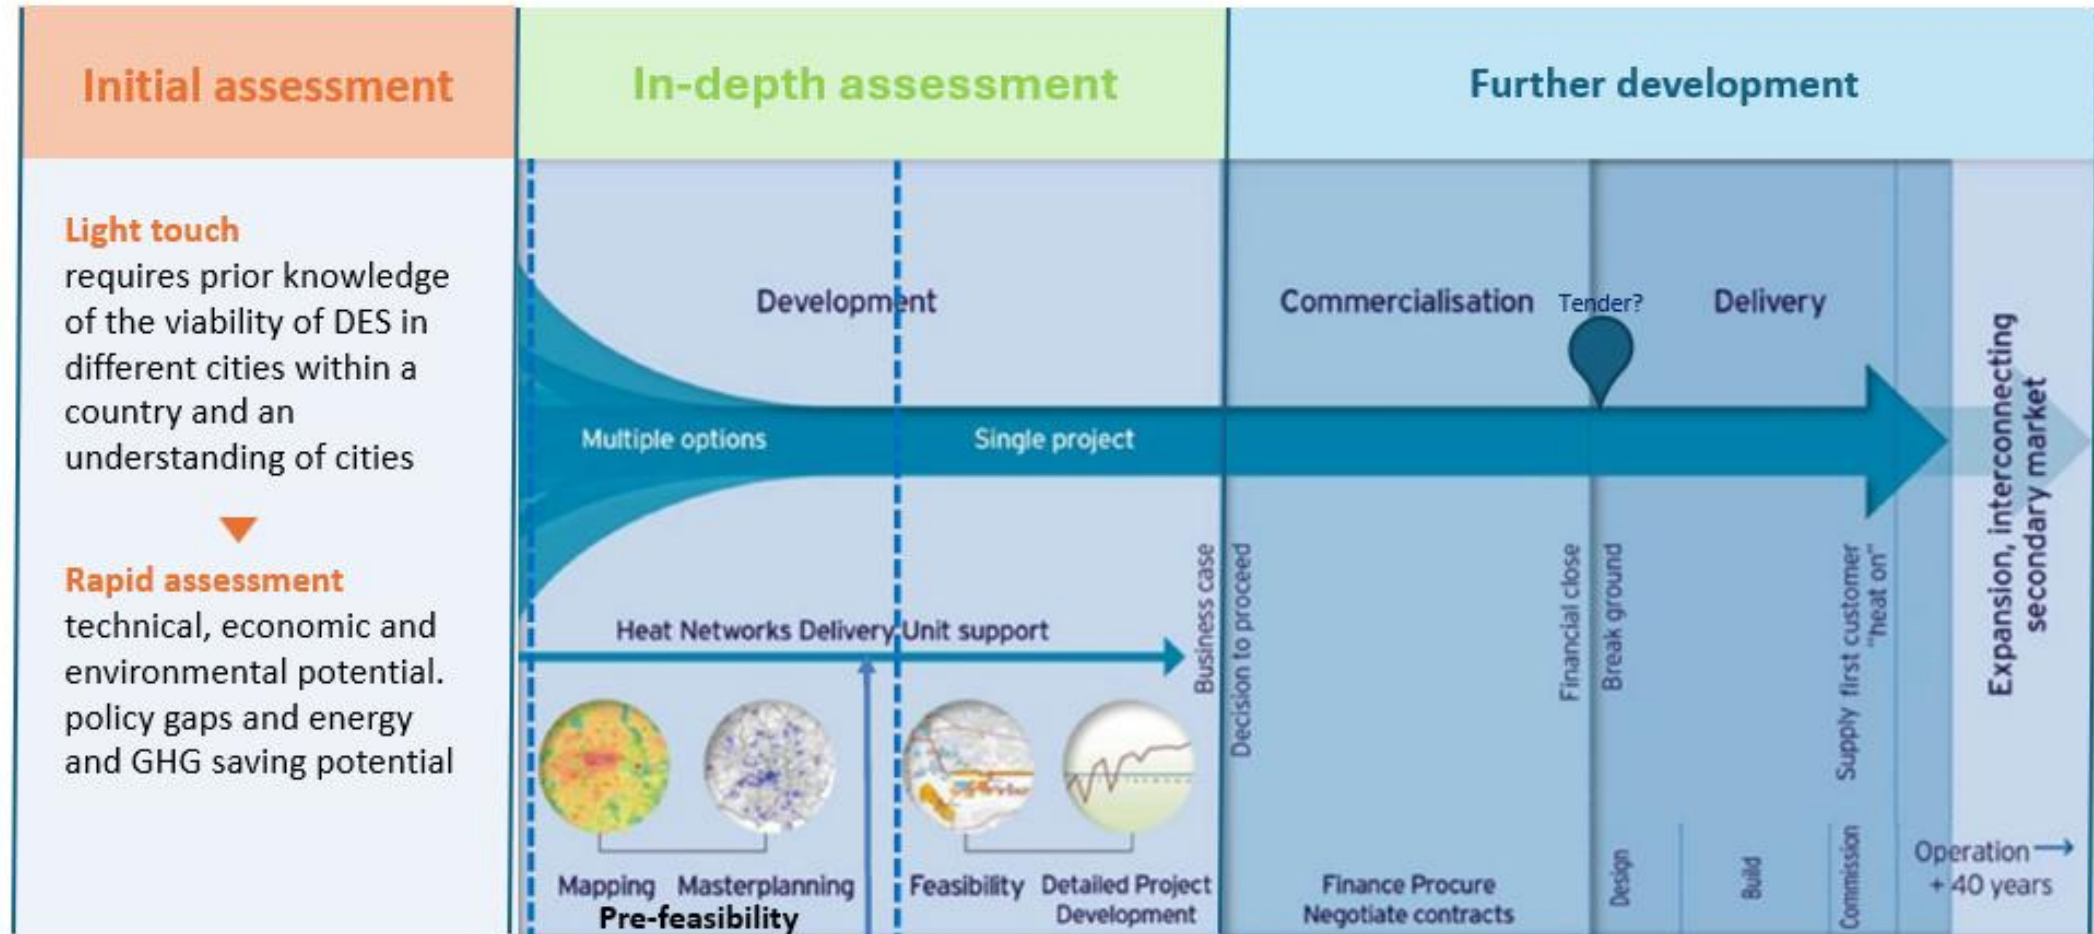 Initial assessment
In-depth assessment
Further development
Light touch
requires prior knowledge
of the viability of DES in
different cities within a
country and an
understanding of cities
Rapid assessment
technical, economic and
environmental potential.
policy gaps and energy
and GHG saving potential
Development
Multiple options
Single project
Heat Networks Delivery Unit support
Mapping
Masterplanning
Pre-feasibility
Feasibility
Detailed Project
Development
Business case
Decision to proceed
Commercialisation
Tender?
Delivery
Financial close
Break ground
Supply first customer
"heat on"
Finance Procure
Negotiate contracts
Design
Build
Commission
Operation
+ 40 years
Expansion, interconnecting
secondary market